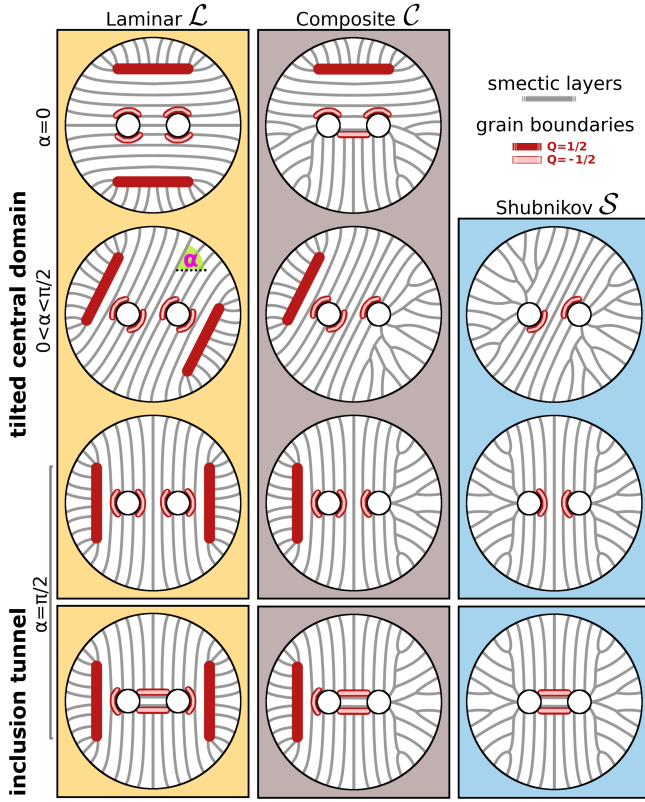 Laminar ℒ
Composite 𝒞
smectic layers
grain boundaries
Q=1/2
Q=-1/2
Shubnikov 𝒮
tilted central domain
α=0
0<α<π/2
α
inclusion tunnel
α=π/2